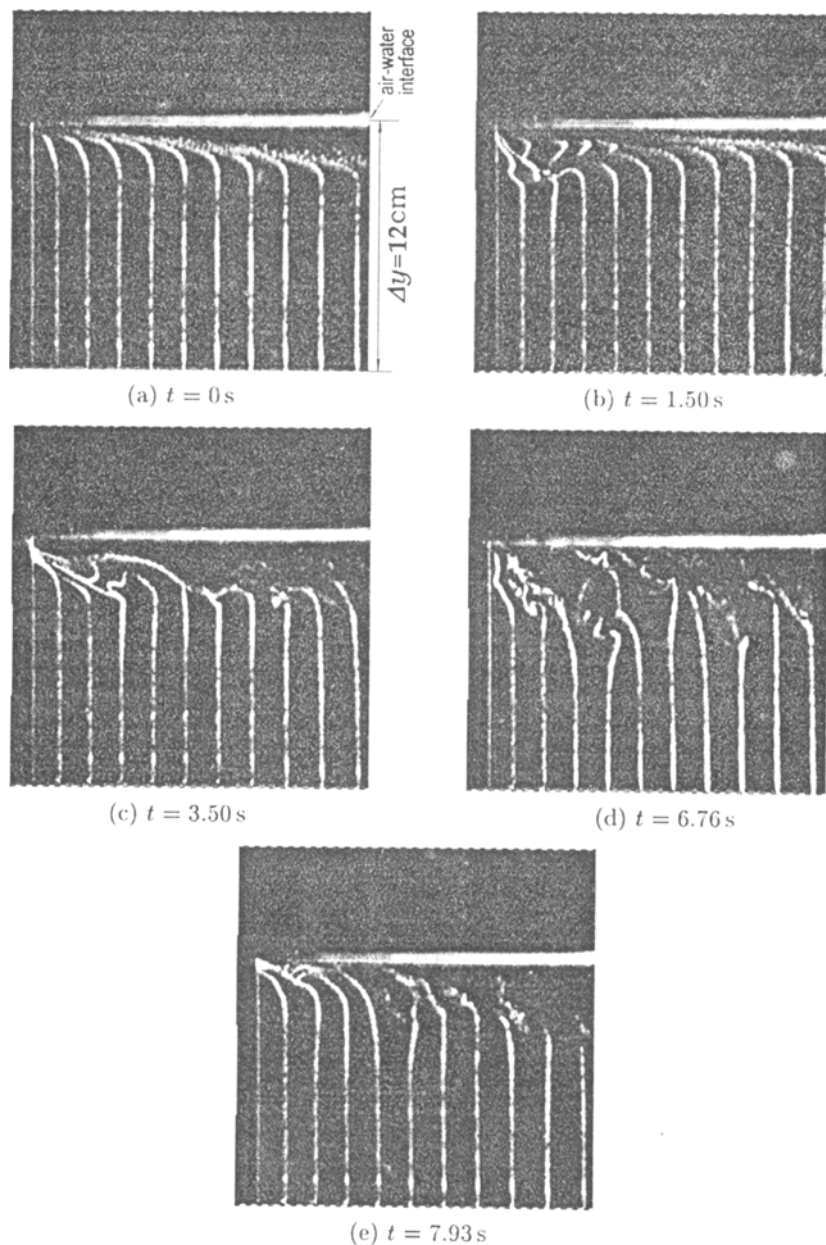 air-water
interface
Δy=12cm
(a) t = 0 s
(b) t = 1.50 s
(c) t = 3.50 s
(d) t = 6.76 s
(e) t = 7.93 s